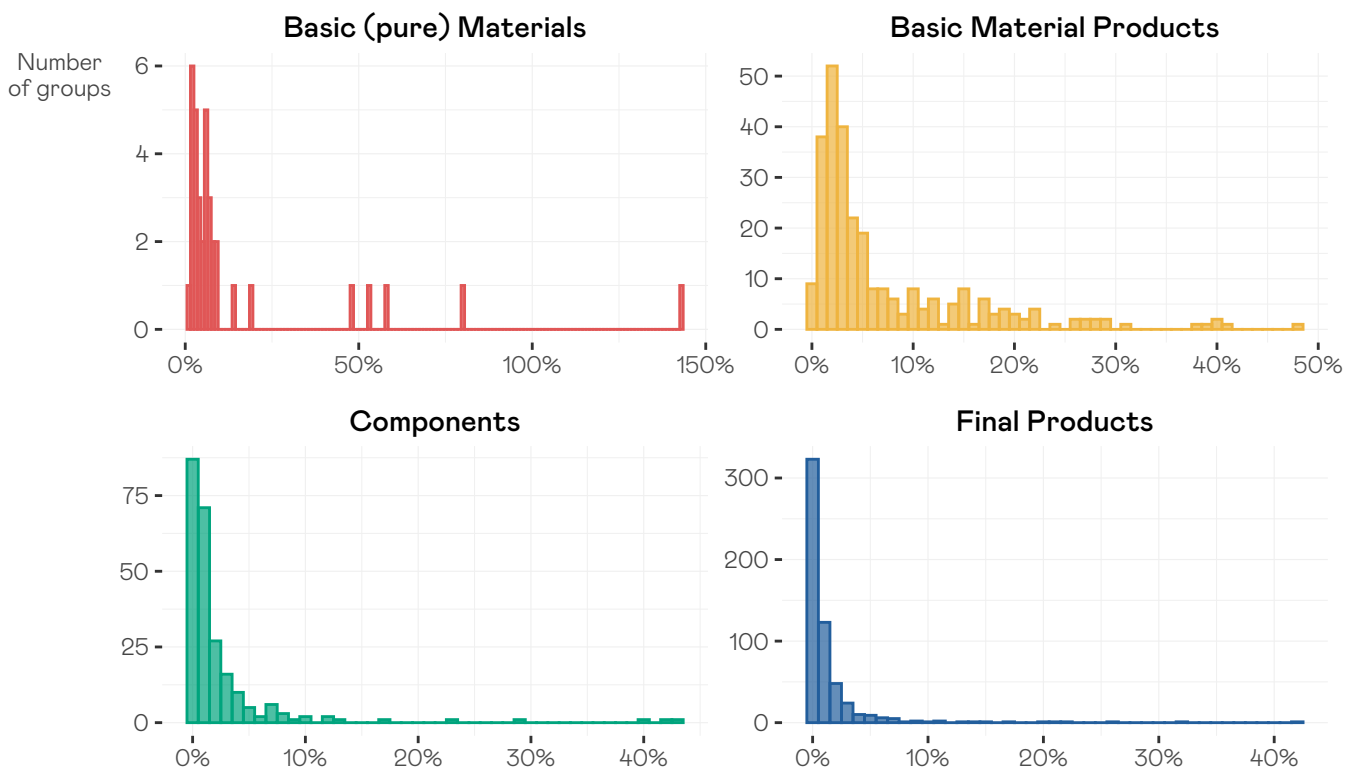 Basic (pure) Materials
Number
of groups
6
4
2
0
0% 50% 100% 150%
Basic Material Products
50
40
30
20
10
0
0% 10% 20% 30% 40% 50%
Components
75
50
25
0
0% 10% 20% 30% 40%
Final Products
300
200
100
0
0% 10% 20% 30% 40%